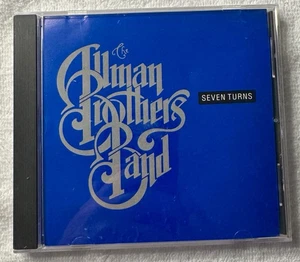 The
Allman
Brothers
Band
SEVEN TURNS